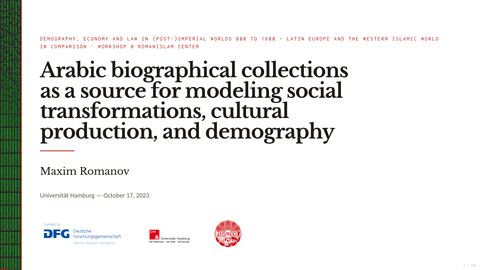 DEMOGRAPHY, ECONOMY AND LAW IN (POST-)IMPERIAL WORLDS 600 TO 1600 – LATIN EUROPE AND THE WESTERN ISLAMIC WORLD
IN COMPARISON · WORKSHOP @ ROMANISLAM CENTER
Arabic biographical collections
as a source for modeling social
transformations, cultural
production, and demography
Maxim Romanov
Universität Hamburg — October 17, 2023
Funded by
DFG Deutsche
Forschungsgemeinschaft
Universität Hamburg